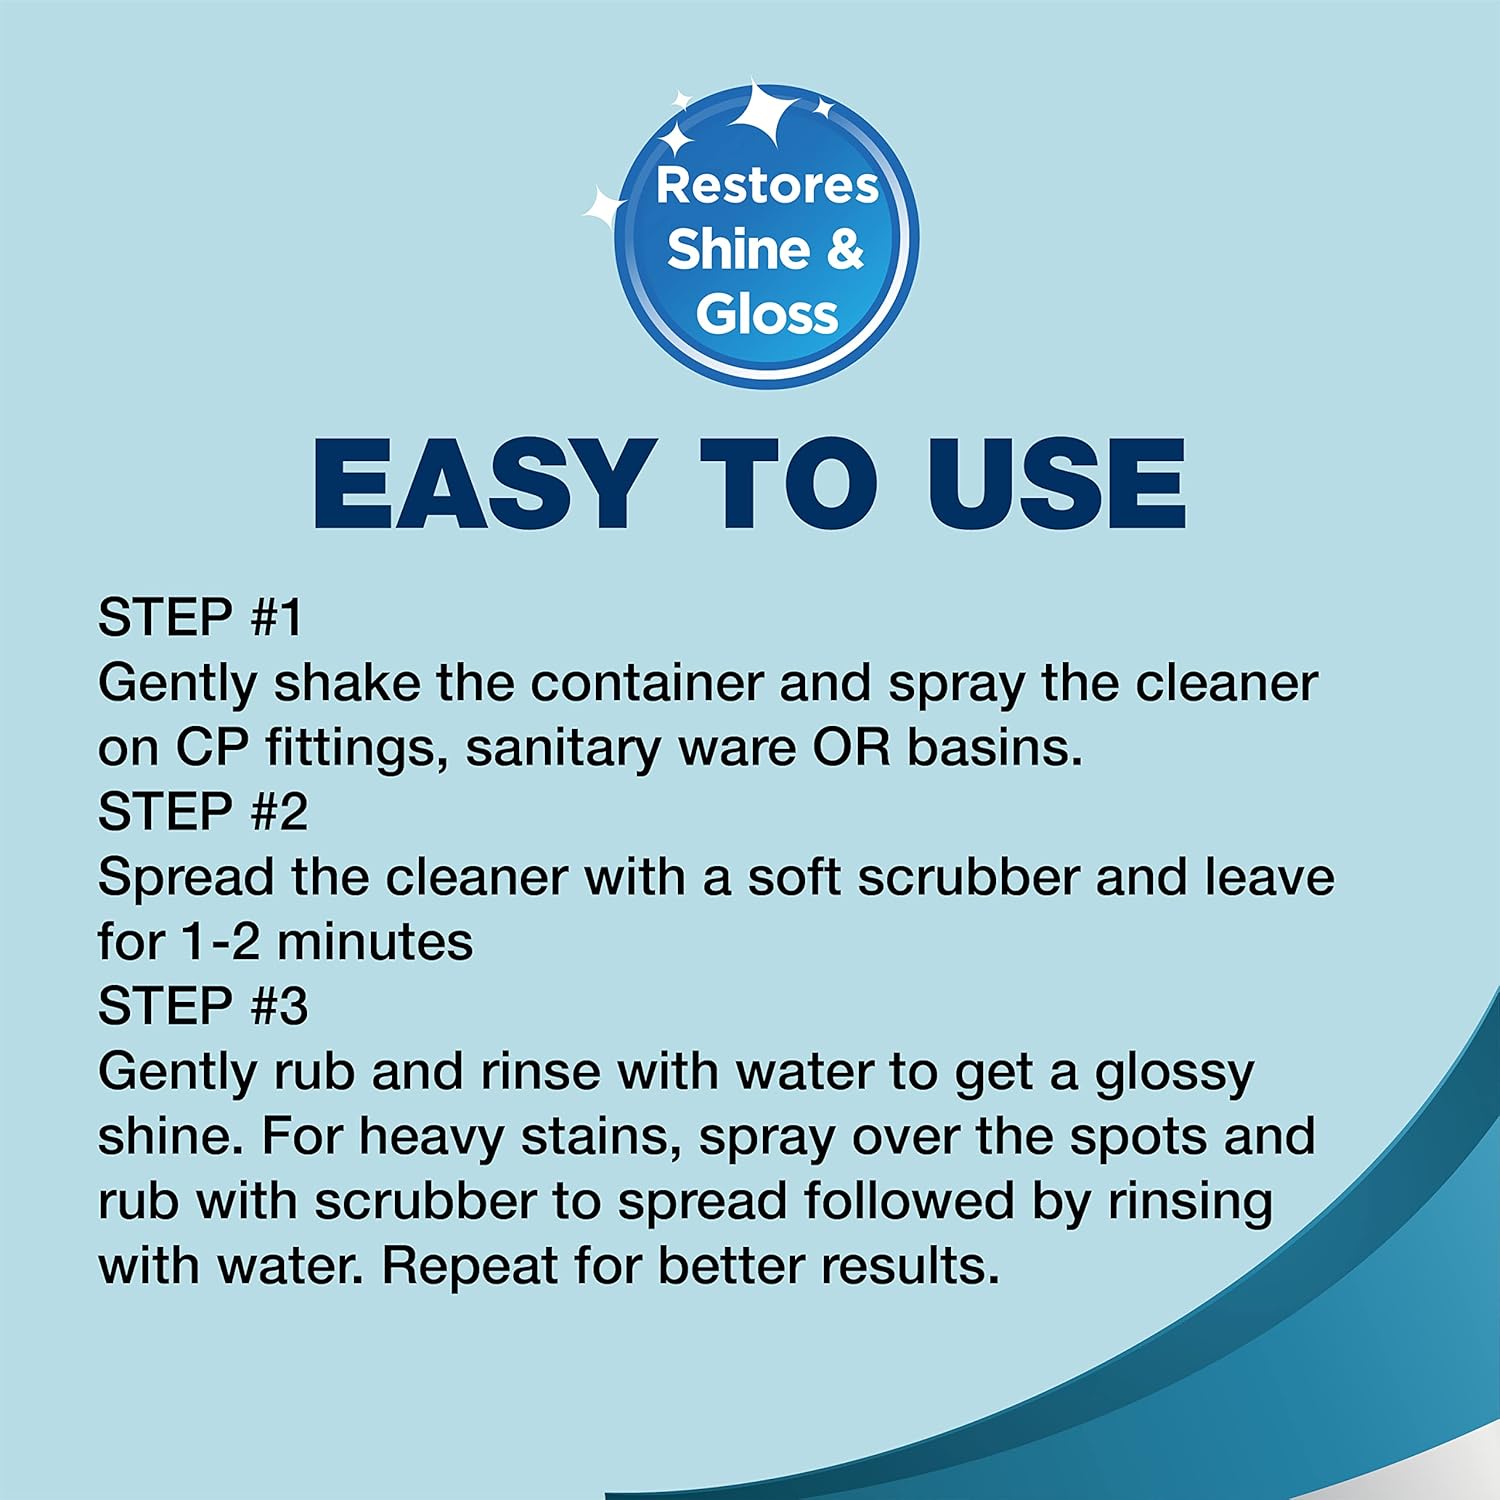 Restores
Shine &
Gloss
EASY TO USE
STEP #1
Gently shake the container and spray the cleaner
on CP fittings, sanitary ware OR basins.
STEP #2
Spread the cleaner with a soft scrubber and leave
for 1-2 minutes
STEP #3
Gently rub and rinse with water to get a glossy
shine. For heavy stains, spray over the spots and
rub with scrubber to spread followed by rinsing
with water. Repeat for better results.